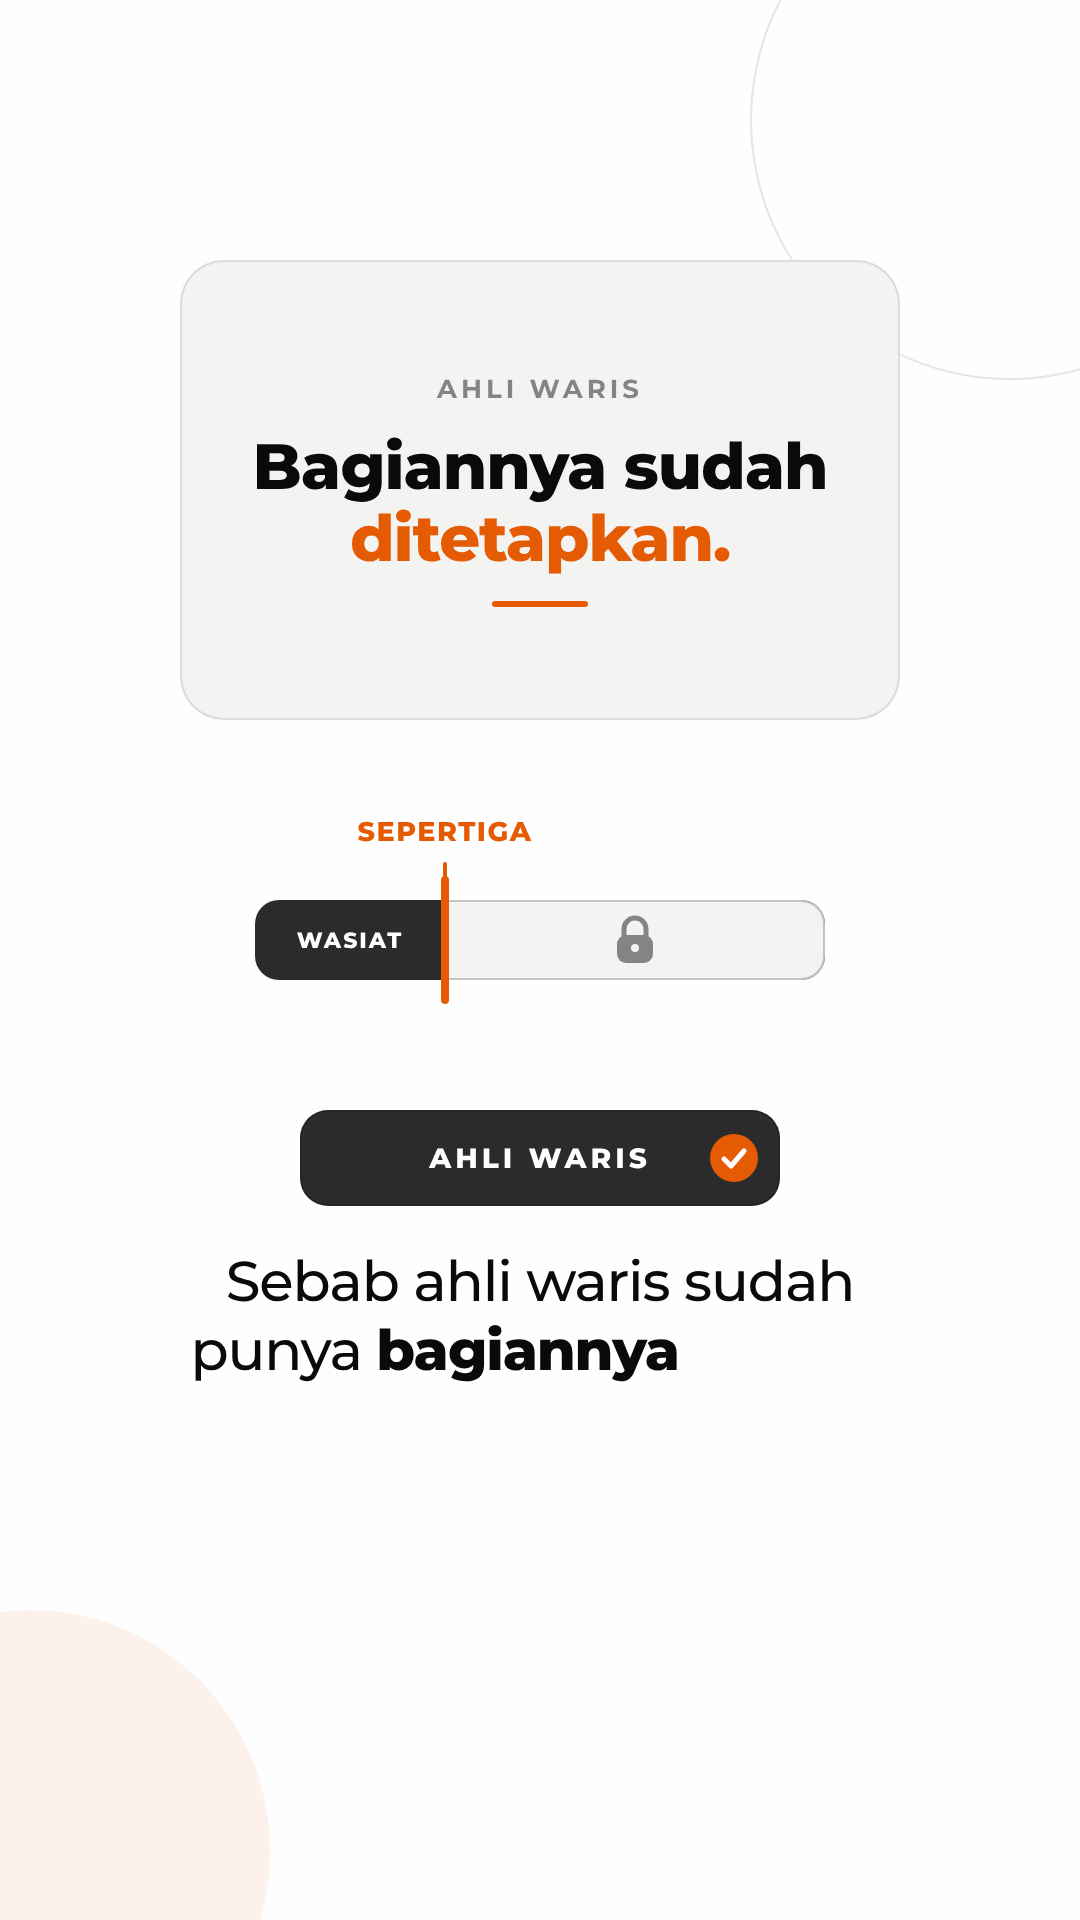 AHLI WARIS
Bagiannya sudah
ditetapkan.
SEPERTIGA
WASIAT
AHLI WARIS
Sebab ahli waris sudah
punya bagiannya